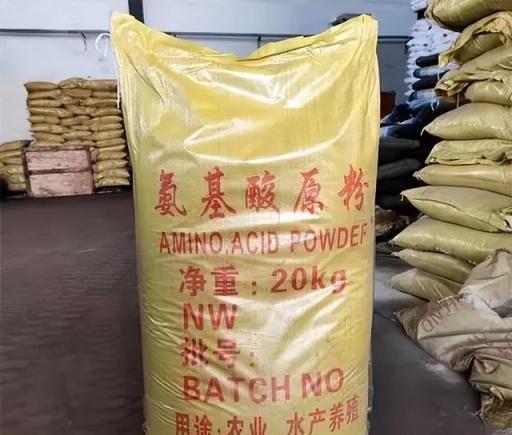 氨基酸原粉
AMINO.ACID POWDER
净重：20kg
NW
批号：
BATCH NO
用途：农业、水产养殖